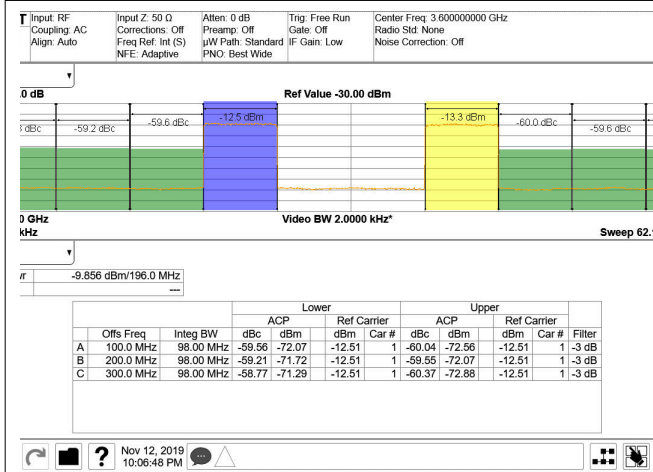 T Input: RF Input Z: 50 Ω Atten: 0 dB Trig: Free Run Center Freq: 3.600000000 GHz
Coupling: AC Corrections: Off Preamp: Off Gate: Off Radio Std: None
Align: Auto Freq Ref: Int (S) µW Path: Standard IF Gain: Low Noise Correction: Off
NFE: Adaptive PNO: Best Wide
.0 dB Ref Value -30.00 dBm
dBc -59.2 dBc -59.6 dBc -12.5 dBm -13.3 dBm -60.0 dBc -59.6 dBc
0 GHz Video BW 2.0000 kHz*
kHz Sweep 62.
-9.856 dBm/196.0 MHz
---
Lower Upper
ACP Ref Carrier ACP Ref Carrier
Offs Freq Integ BW dBc dBm dBm Car # dBc dBm dBm Car # Filter
A 100.0 MHz 98.00 MHz -59.56 -72.07 -12.51 1 -60.04 -72.56 -12.51 1 -3 dB
B 200.0 MHz 98.00 MHz -59.21 -71.72 -12.51 1 -59.55 -72.07 -12.51 1 -3 dB
C 300.0 MHz 98.00 MHz -58.77 -71.29 -12.51 1 -60.37 -72.88 -12.51 1 -3 dB
? Nov 12, 2019
10:06:48 PM